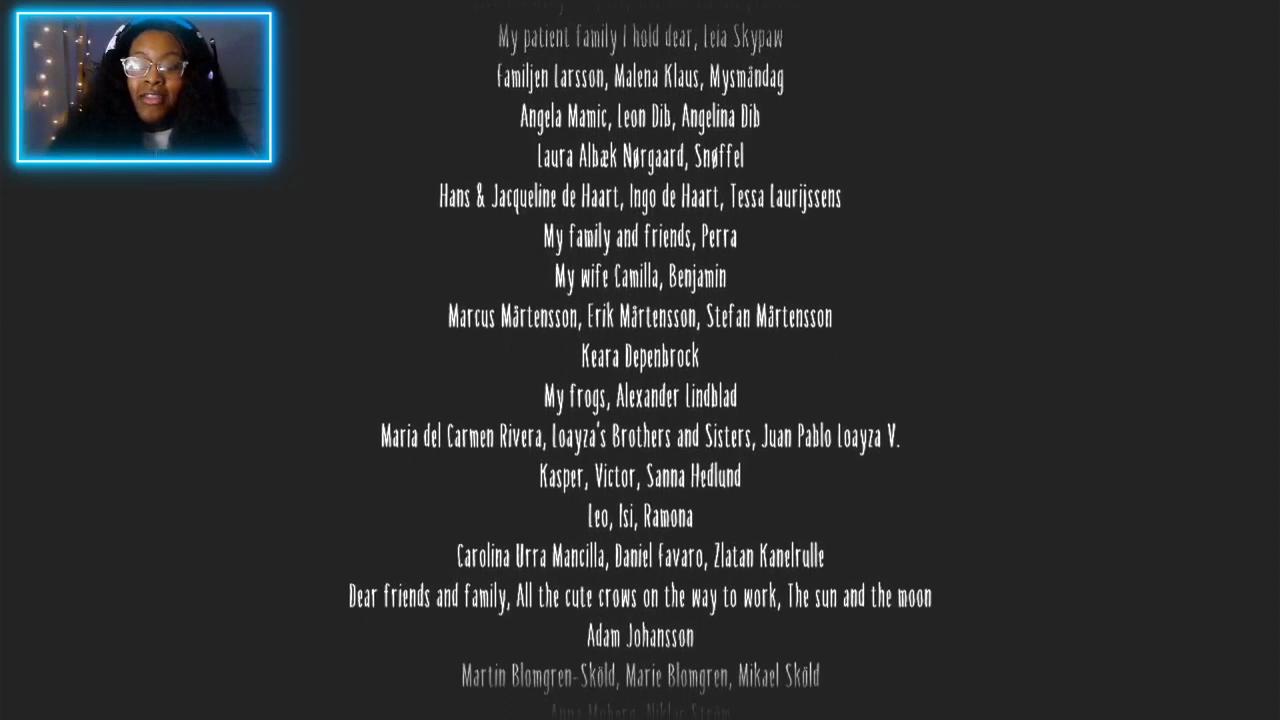 My patient family I hold dear, Leia Skypaw
Familjen Larsson, Malena Klaus, Mysmåndag
Angela Mamic, Leon Dib, Angelina Dib
Laura Albæk Nørgaard, Snøffel
Hans & Jacqueline de Haart, Ingo de Haart, Tessa Laurijssens
My family and friends, Perra
My wife Camilla, Benjamin
Marcus Mårtensson, Erik Mårtensson, Stefan Mårtensson
Keara Depenbrock
My frogs, Alexander Lindblad
Maria del Carmen Rivera, Loayza's Brothers and Sisters, Juan Pablo Loayza V.
Kasper, Victor, Sanna Hedlund
Leo, Isi, Ramona
Carolina Urra Mancilla, Daniel Favaro, Zlatan Kanelrulle
Dear friends and family, All the cute crows on the way to work, The sun and the moon
Adam Johansson
Martin Blomgren-Sköld, Marie Blomgren, Mikael Sköld
Anna Moberg, Niklas Ström